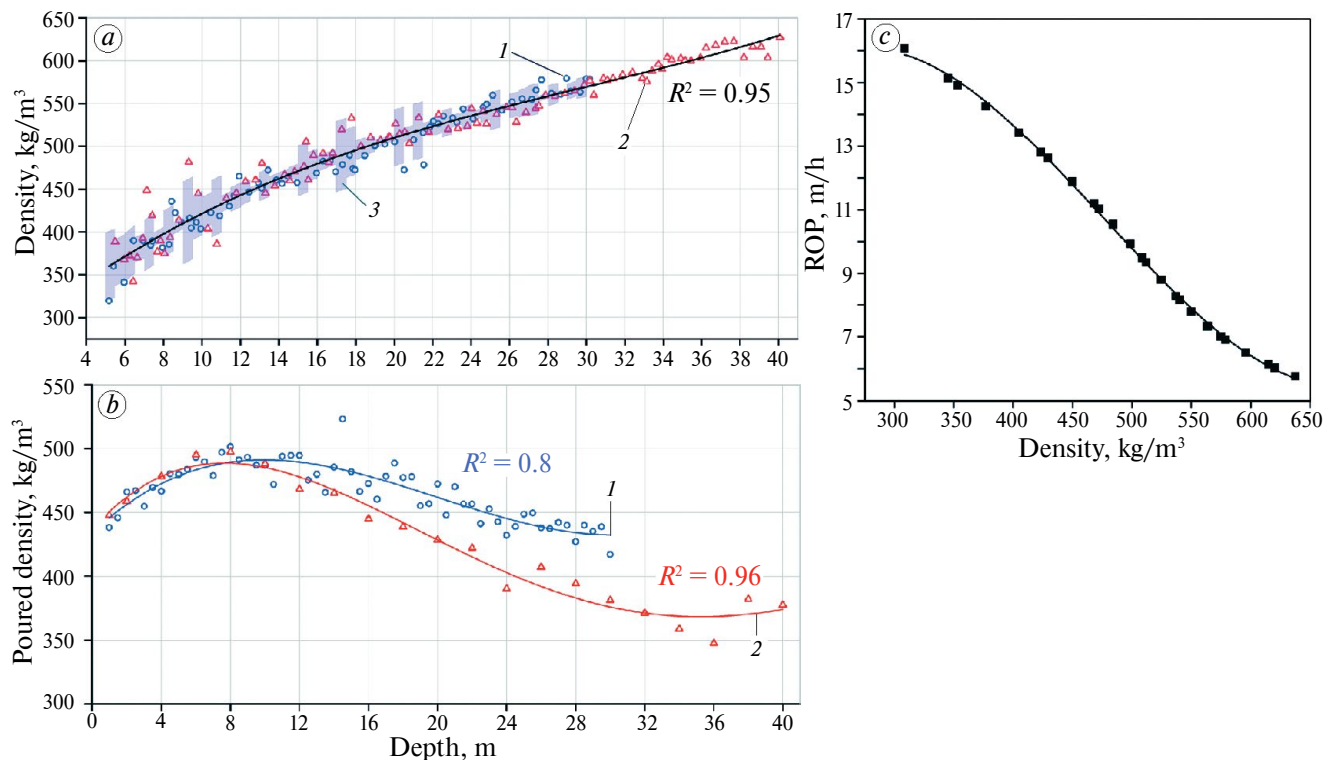 a
Density, kg/m³
650
600
550
500
450
400
350
300
1
2
3
R² = 0.95
4 6 8 10 12 14 16 18 20 22 24 26 28 30 32 34 36 38 40
b
Poured density, kg/m³
550
500
450
400
350
300
R² = 0.8
1
R² = 0.96
2
0 4 8 12 16 20 24 28 32 36 40
Depth, m
c
ROP, m/h
17
15
13
11
9
7
5
300 350 400 450 500 550 600 650
Density, kg/m³